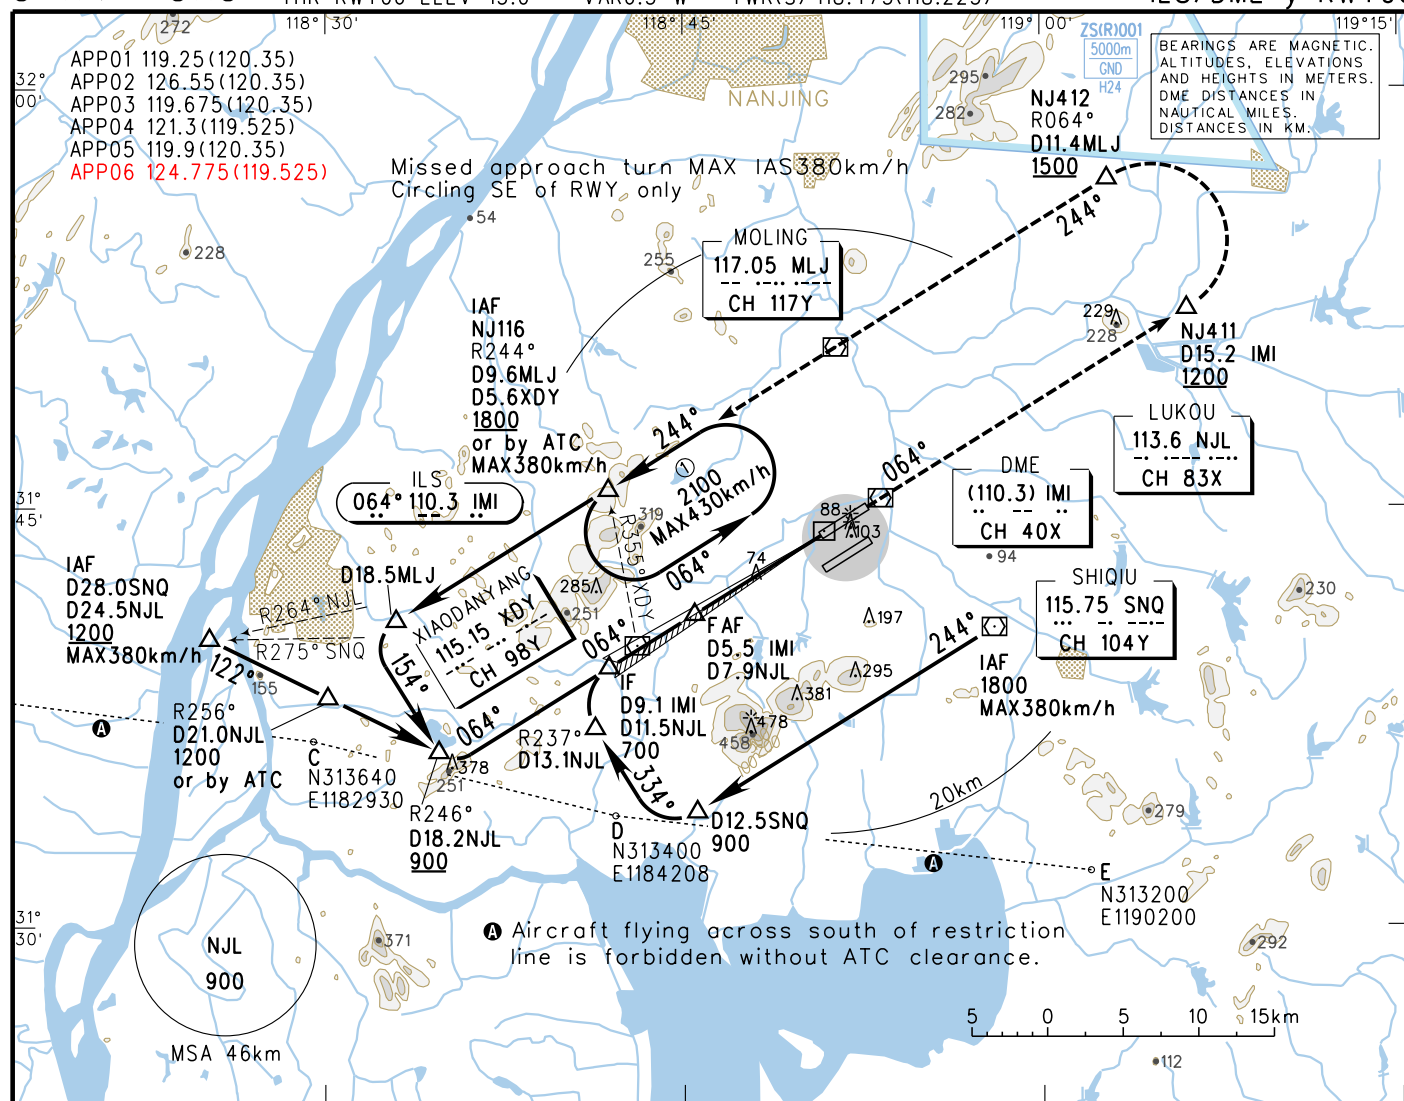 118°30'
118°45'
119°00'
119°15'
272
APP01 119.25(120.35)
APP02 126.55(120.35)
APP03 119.675(120.35)
APP04 121.3(119.525)
APP05 119.9(120.35)
APP06 124.775(119.525)
32°
00'
NANJING
ZS(R)001
5000m
GND
H24
295
282
BEARINGS ARE MAGNETIC.
ALTITUDES, ELEVATIONS
AND HEIGHTS IN METERS.
DME DISTANCES IN
NAUTICAL MILES.
DISTANCES IN KM.
NJ412
R064°
D11.4MLJ
1500
Missed approach turn MAX IAS380km/h
Circling SE of RWY only
54
228
255
244°
MOLING
117.05 MLJ
CH 117Y
IAF
NJ116
R244°
D9.6MLJ
D5.6XDY
1800
or by ATC
MAX380km/h
229
228
NJ411
D15.2 IMI
1200
LUKOU
113.6 NJL
CH 83X
244°
064°
1
2100
MAX430km/h
ILS
064° 110.3 IMI
DME
(110.3) IMI
CH 40X
31°
45'
319
R355° XDY
88
103
94
064°
74
IAF
D28.0SNQ
D24.5NJL
1200
MAX380km/h
D18.5MLJ
R264° NJL
R275° SNQ
XIAODANYANG
115.15 XDY
CH 98Y
285
251
064°
SHIQIU
115.75 SNQ
CH 104Y
230
197
244°
FAF
D5.5 IMI
D7.9NJL
IAF
1800
MAX380km/h
122°
155
154°
295
381
478
458
IF
D9.1 IMI
D11.5NJL
700
R256°
D21.0NJL
1200
or by ATC
A
064°
R237°
D13.1NJL
C
N313640
E1182930
378
251
334°
20km
279
R246°
D18.2NJL
900
D12.5SNQ
900
D
N313400
E1184208
A
E
N313200
E1190200
31°
30'
NJL
900
MSA 46km
371
A Aircraft flying across south of restriction
line is forbidden without ATC clearance.
292
5 0 5 10 15km
112